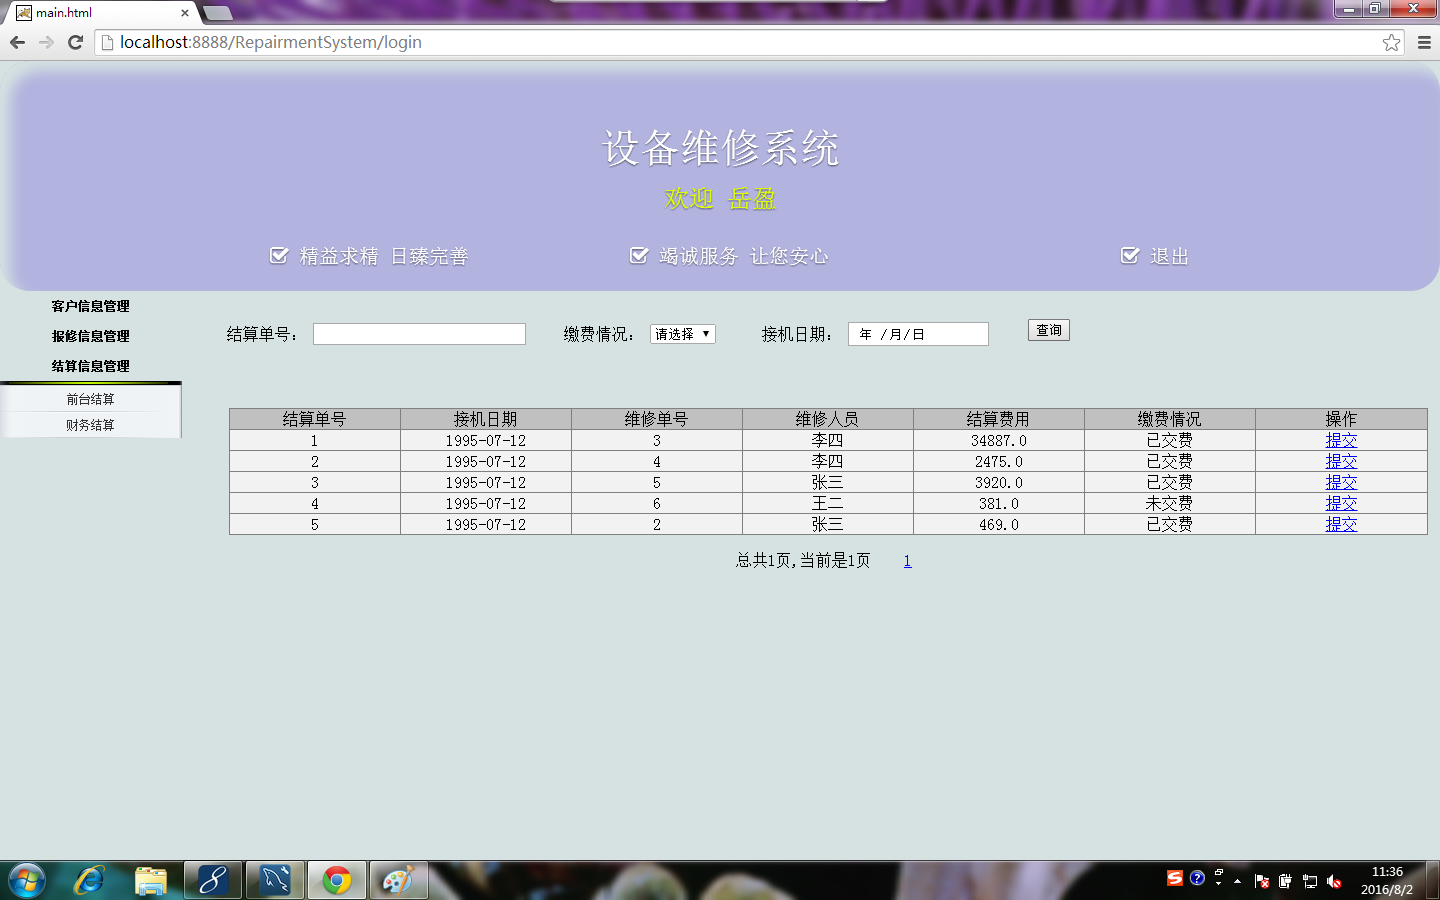 main.html
localhost:8888/RepairmentSystem/login
设备维修系统
欢迎 岳盈
精益求精 日臻完善 竭诚服务 让您安心 退出
客户信息管理
报修信息管理
结算信息管理
前台结算
财务结算
结算单号： 缴费情况： 请选择 接机日期： 年 /月/日 查询
结算单号 接机日期 维修单号 维修人员 结算费用 缴费情况 操作
1 1995-07-12 3 李四 34887.0 已交费 提交
2 1995-07-12 4 李四 2475.0 已交费 提交
3 1995-07-12 5 张三 3920.0 已交费 提交
4 1995-07-12 6 王二 381.0 未交费 提交
5 1995-07-12 2 张三 469.0 已交费 提交
总共1页,当前是1页 1
11:36
2016/8/2